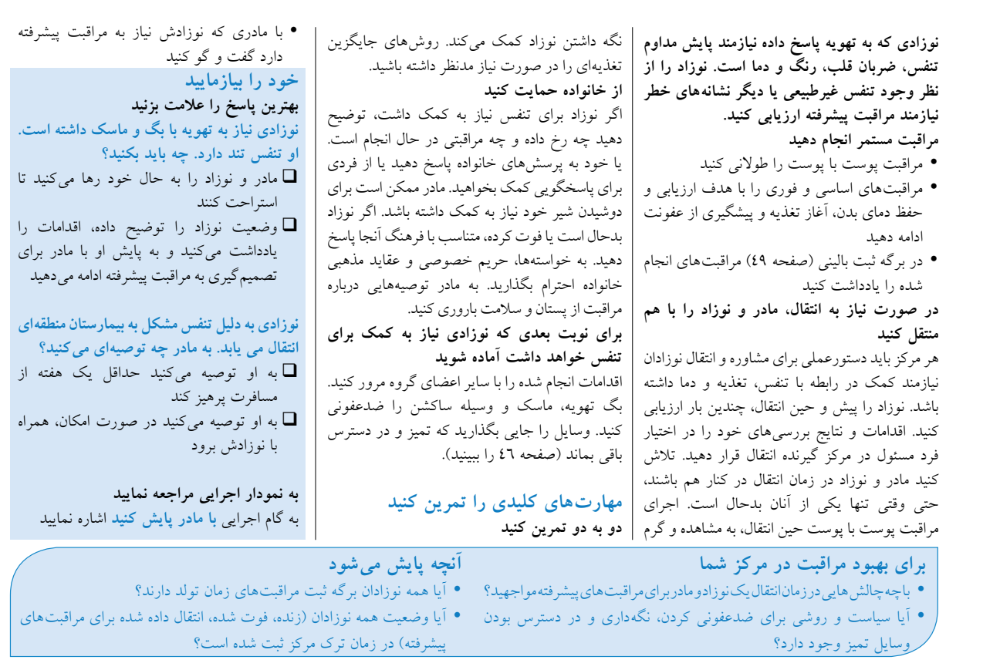 نوزادی که به تهویه پاسخ داده نیازمند پایش مداوم
تنفس، ضربان قلب، رنگ و دما است. نوزاد را از
نظر وجود تنفس غیرطبیعی یا دیگر نشانه‌های خطر
نیازمند مراقبت پیشرفته ارزیابی کنید.
مراقبت مستمر انجام دهید
• مراقبت پوست با پوست را طولانی کنید
• مراقبت‌های اساسی و فوری را با هدف ارزیابی و
حفظ دمای بدن، آغاز تغذیه و پیشگیری از عفونت
ادامه دهید
• در برگه ثبت بالینی (صفحه ٤٩) مراقبت‌های انجام
شده را یادداشت کنید
در صورت نیاز به انتقال، مادر و نوزاد را با هم
منتقل کنید
هر مرکز باید دستورعملی برای مشاوره و انتقال نوزادان
نیازمند کمک در رابطه با تنفس، تغذیه و دما داشته
باشد. نوزاد را پیش و حین انتقال، چندین بار ارزیابی
کنید. اقدامات و نتایج بررسی‌های خود را در اختیار
فرد مسئول در مرکز گیرنده انتقال قرار دهید. تلاش
کنید مادر و نوزاد در زمان انتقال در کنار هم باشند،
حتی وقتی تنها یکی از آنان بدحال است. اجرای
مراقبت پوست با پوست حین انتقال، به مشاهده و گرم
نگه داشتن نوزاد کمک می‌کند. روش‌های جایگزین
تغذیه‌ای را در صورت نیاز مدنظر داشته باشید.
از خانواده حمایت کنید
اگر نوزاد برای تنفس نیاز به کمک داشت، توضیح
دهید چه رخ داده و چه مراقبتی در حال انجام است.
یا خود به پرسش‌های خانواده پاسخ دهید یا از فردی
برای پاسخگویی کمک بخواهید. مادر ممکن است برای
دوشیدن شیر خود نیاز به کمک داشته باشد. اگر نوزاد
بدحال است یا فوت کرده، متناسب با فرهنگ آنجا پاسخ
دهید. به خواسته‌ها، حریم خصوصی و عقاید مذهبی
خانواده احترام بگذارید. به مادر توصیه‌هایی درباره
مراقبت از پستان و سلامت باروری کنید.
برای نوبت بعدی که نوزادی نیاز به کمک برای
تنفس خواهد داشت آماده شوید
اقدامات انجام شده را با سایر اعضای گروه مرور کنید.
بگ تهویه، ماسک و وسیله ساکشن را ضدعفونی
کنید. وسایل را جایی بگذارید که تمیز و در دسترس
باقی بماند (صفحه ٤٦ را ببینید).
مهارت‌های کلیدی را تمرین کنید
دو به دو تمرین کنید
• با مادری که نوزادش نیاز به مراقبت پیشرفته
دارد گفت و گو کنید
خود را بیازمایید
بهترین پاسخ را علامت بزنید
نوزادی نیاز به تهویه با بگ و ماسک داشته است.
او تنفس تند دارد. چه باید بکنید؟
❑ مادر و نوزاد را به حال خود رها می‌کنید تا
استراحت کنند
❑ وضعیت نوزاد را توضیح داده، اقدامات را
یادداشت می‌کنید و به پایش او با مادر برای
تصمیم‌گیری به مراقبت پیشرفته ادامه می‌دهید
نوزادی به دلیل تنفس مشکل به بیمارستان منطقه‌ای
انتقال می یابد. به مادر چه توصیه‌ای می‌کنید؟
❑ به او توصیه می‌کنید حداقل یک هفته از
مسافرت پرهیز کند
❑ به او توصیه می‌کنید در صورت امکان، همراه
با نوزادش برود
به نمودار اجرایی مراجعه نمایید
به گام اجرایی با مادر پایش کنید اشاره نمایید
برای بهبود مراقبت در مرکز شما
• باچه‌چالش‌هایی‌درزمان‌انتقال‌یک‌نوزادومادربرای‌مراقبت‌های‌پیشرفته‌مواجهید؟
• آیا سیاست و روشی برای ضدعفونی کردن، نگه‌داری و در دسترس بودن
وسایل تمیز وجود دارد؟
آنچه پایش می‌شود
• آیا همه نوزادان برگه ثبت مراقبت‌های زمان تولد دارند؟
• آیا وضعیت همه نوزادان (زنده، فوت شده، انتقال داده شده برای مراقبت‌های
پیشرفته) در زمان ترک مرکز ثبت شده است؟